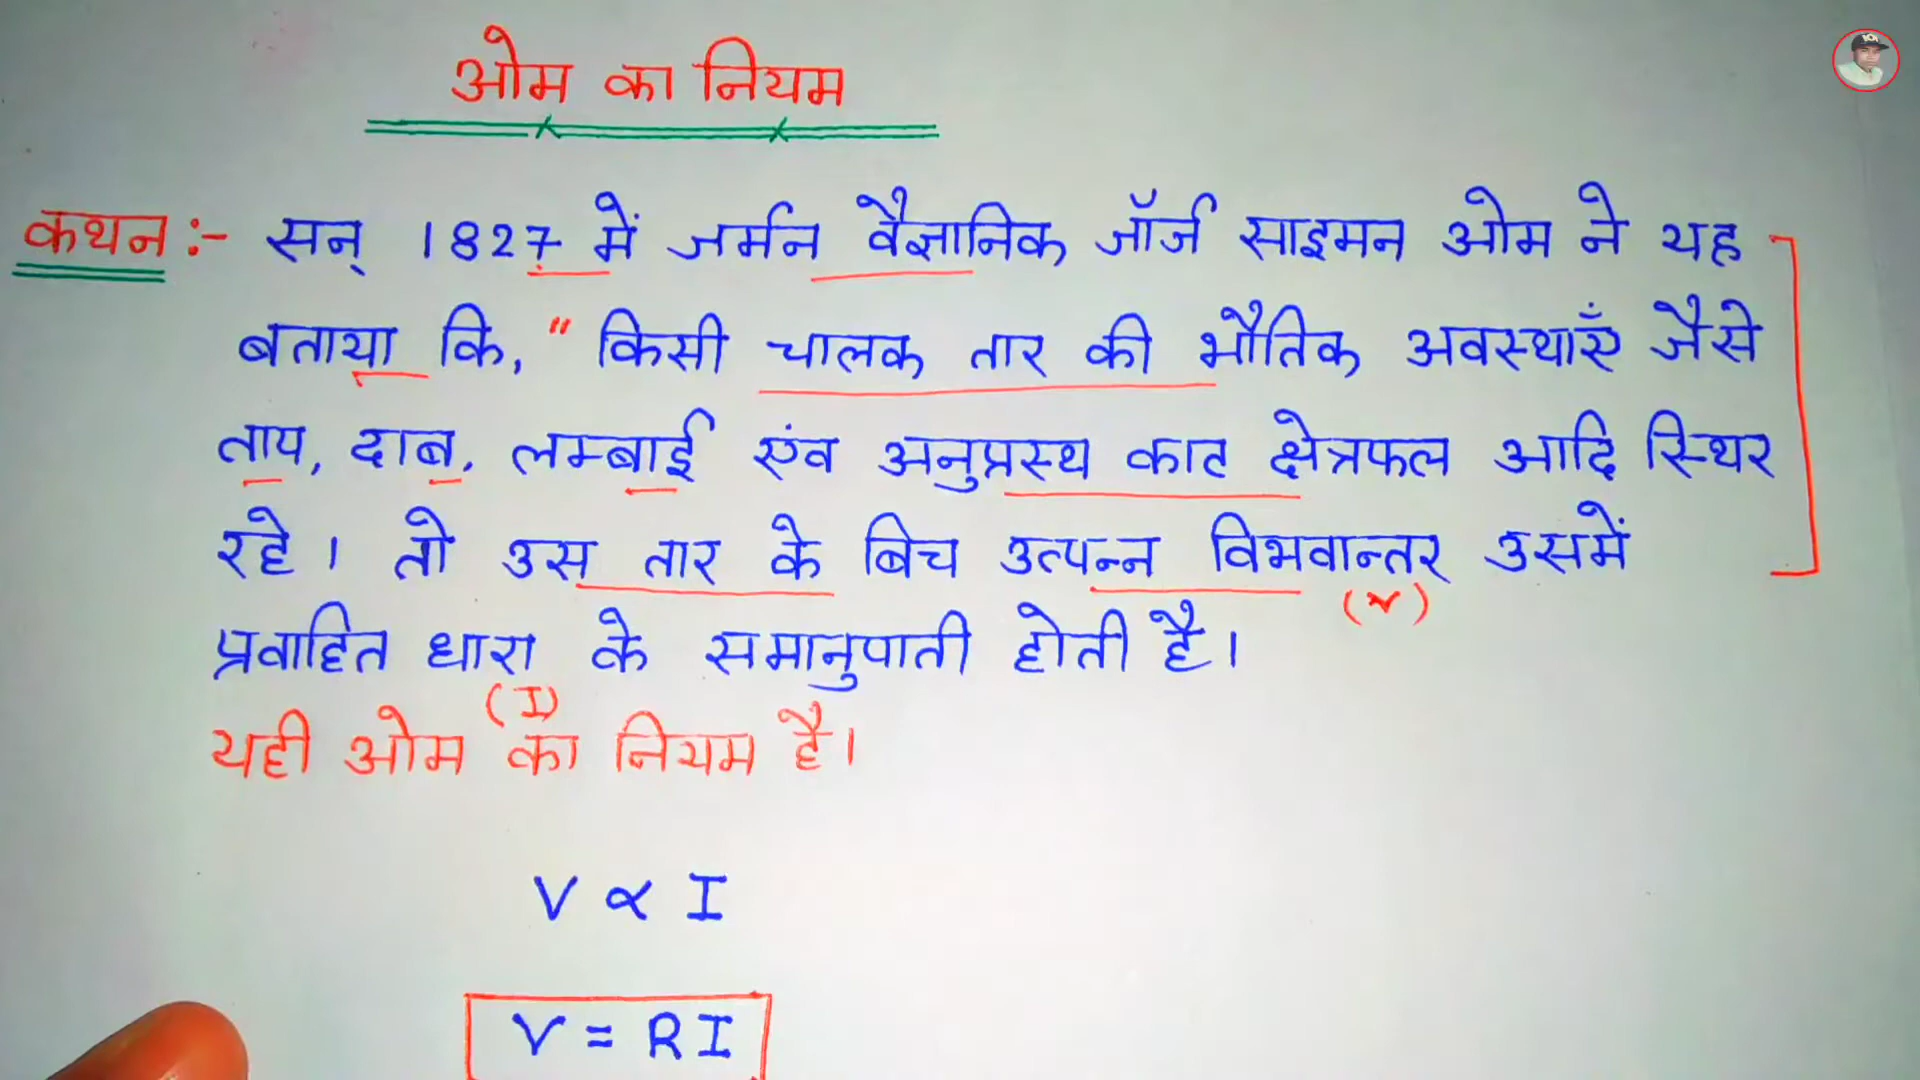 ओम का नियम
कथन :- सन् 1827 में जर्मन वैज्ञानिक जॉर्ज साइमन ओम ने यह
बताया कि, " किसी चालक तार की भौतिक अवस्थाएँ जैसे
ताप, दाब, लम्बाई एंव अनुप्रस्थ काट क्षेत्रफल आदि स्थिर
रहे । तो उस तार के बिच उत्पन्न विभवान्तर उसमें
(V)
प्रवाहित धारा के समानुपाती होती है।
(I)
यही ओम का नियम है।
V ∝ I
V = RI